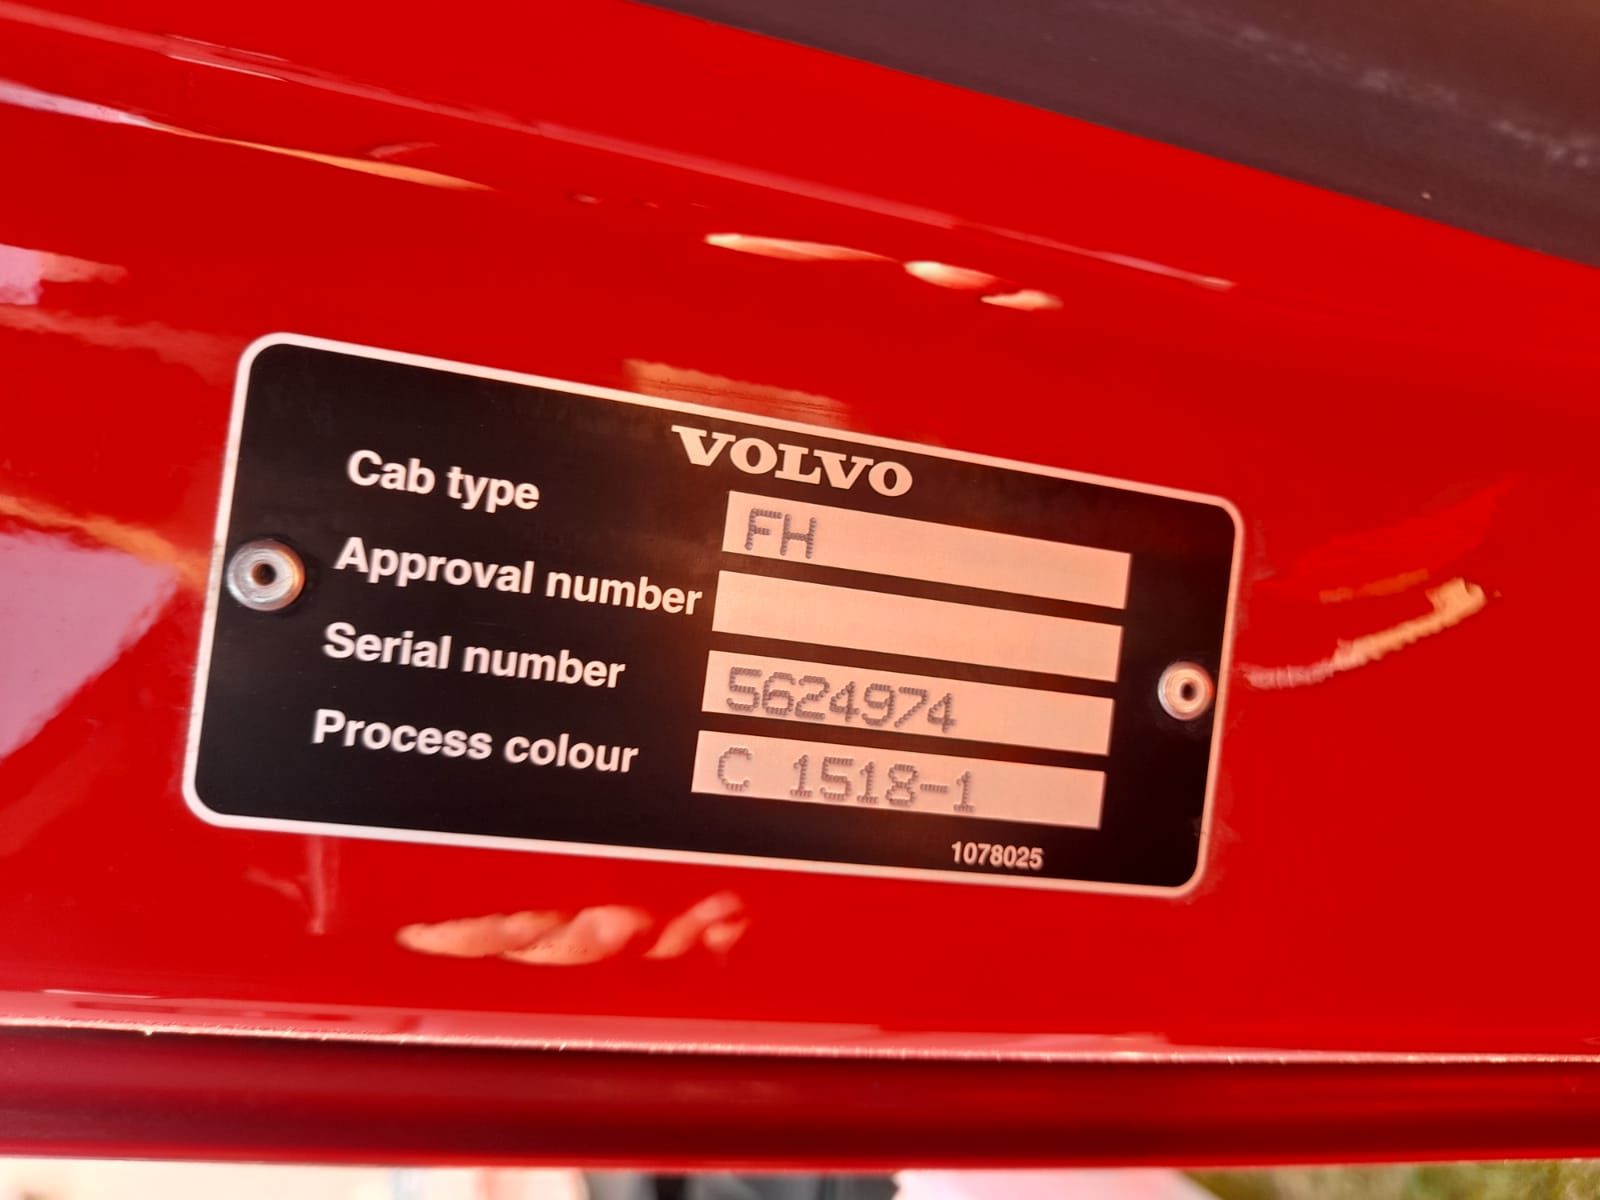 VOLVO
Cab type FH
Approval number
Serial number 5624974
Process colour C 1518-1
1078025